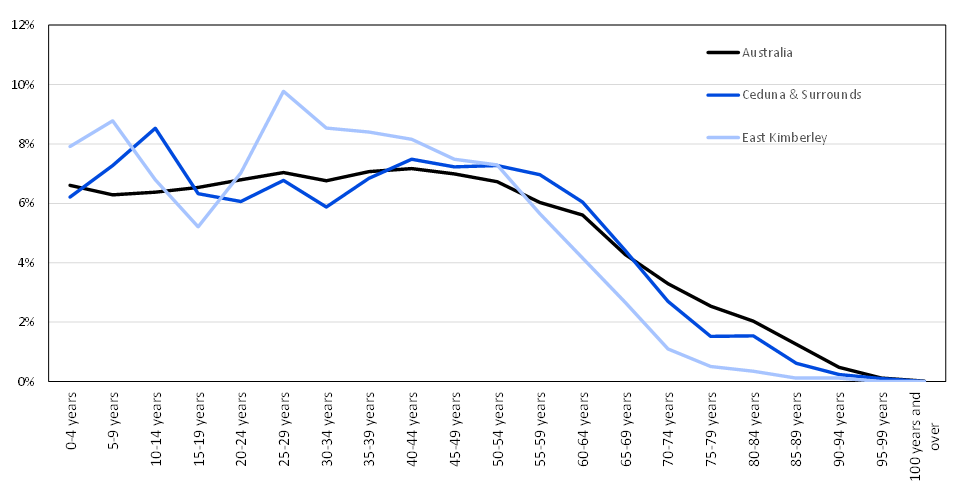 12%
10%
8%
6%
4%
2%
0%
Australia
Ceduna & Surrounds
East Kimberley
0-4 years
5-9 years
10-14 years
15-19 years
20-24 years
25-29 years
30-34 years
35-39 years
40-44 years
45-49 years
50-54 years
55-59 years
60-64 years
65-69 years
70-74 years
75-79 years
80-84 years
85-89 years
90-94 years
95-99 years
100 years and
over